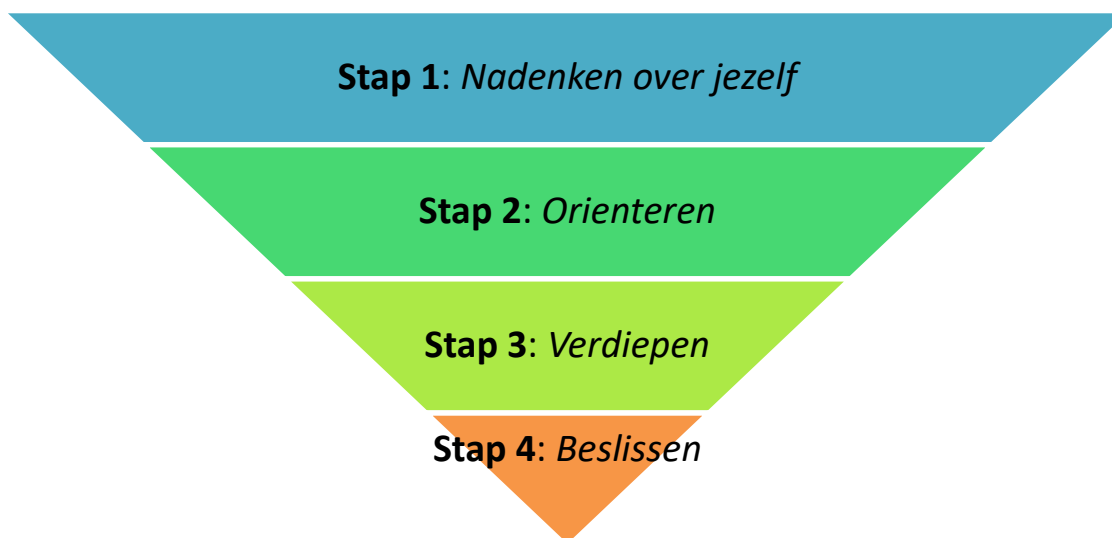 Stap 1: Nadenken over jezelf
Stap 2: Orienteren
Stap 3: Verdiepen
Stap 4: Beslissen